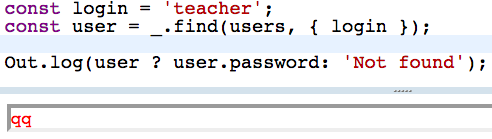 const login = 'teacher';
const user = _.find(users, { login });
Out.log(user ? user.password: 'Not found');
qq